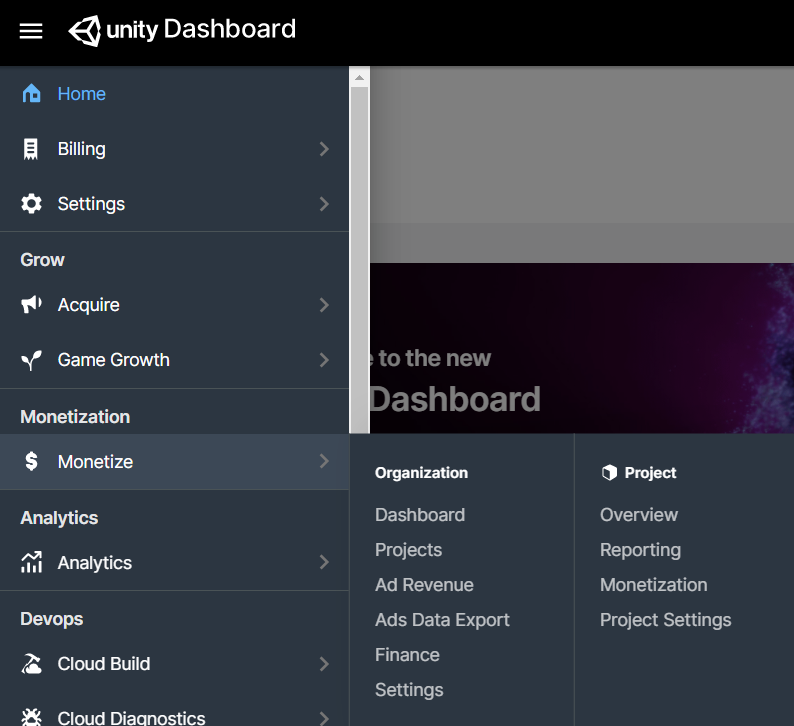 unity Dashboard
Home
Billing
Settings
Grow
Acquire
Game Growth
Monetization
Monetize
Analytics
Analytics
Devops
Cloud Build
Cloud Diagnostics
e to the new
Dashboard
Organization
Dashboard
Projects
Ad Revenue
Ads Data Export
Finance
Settings
Project
Overview
Reporting
Monetization
Project Settings